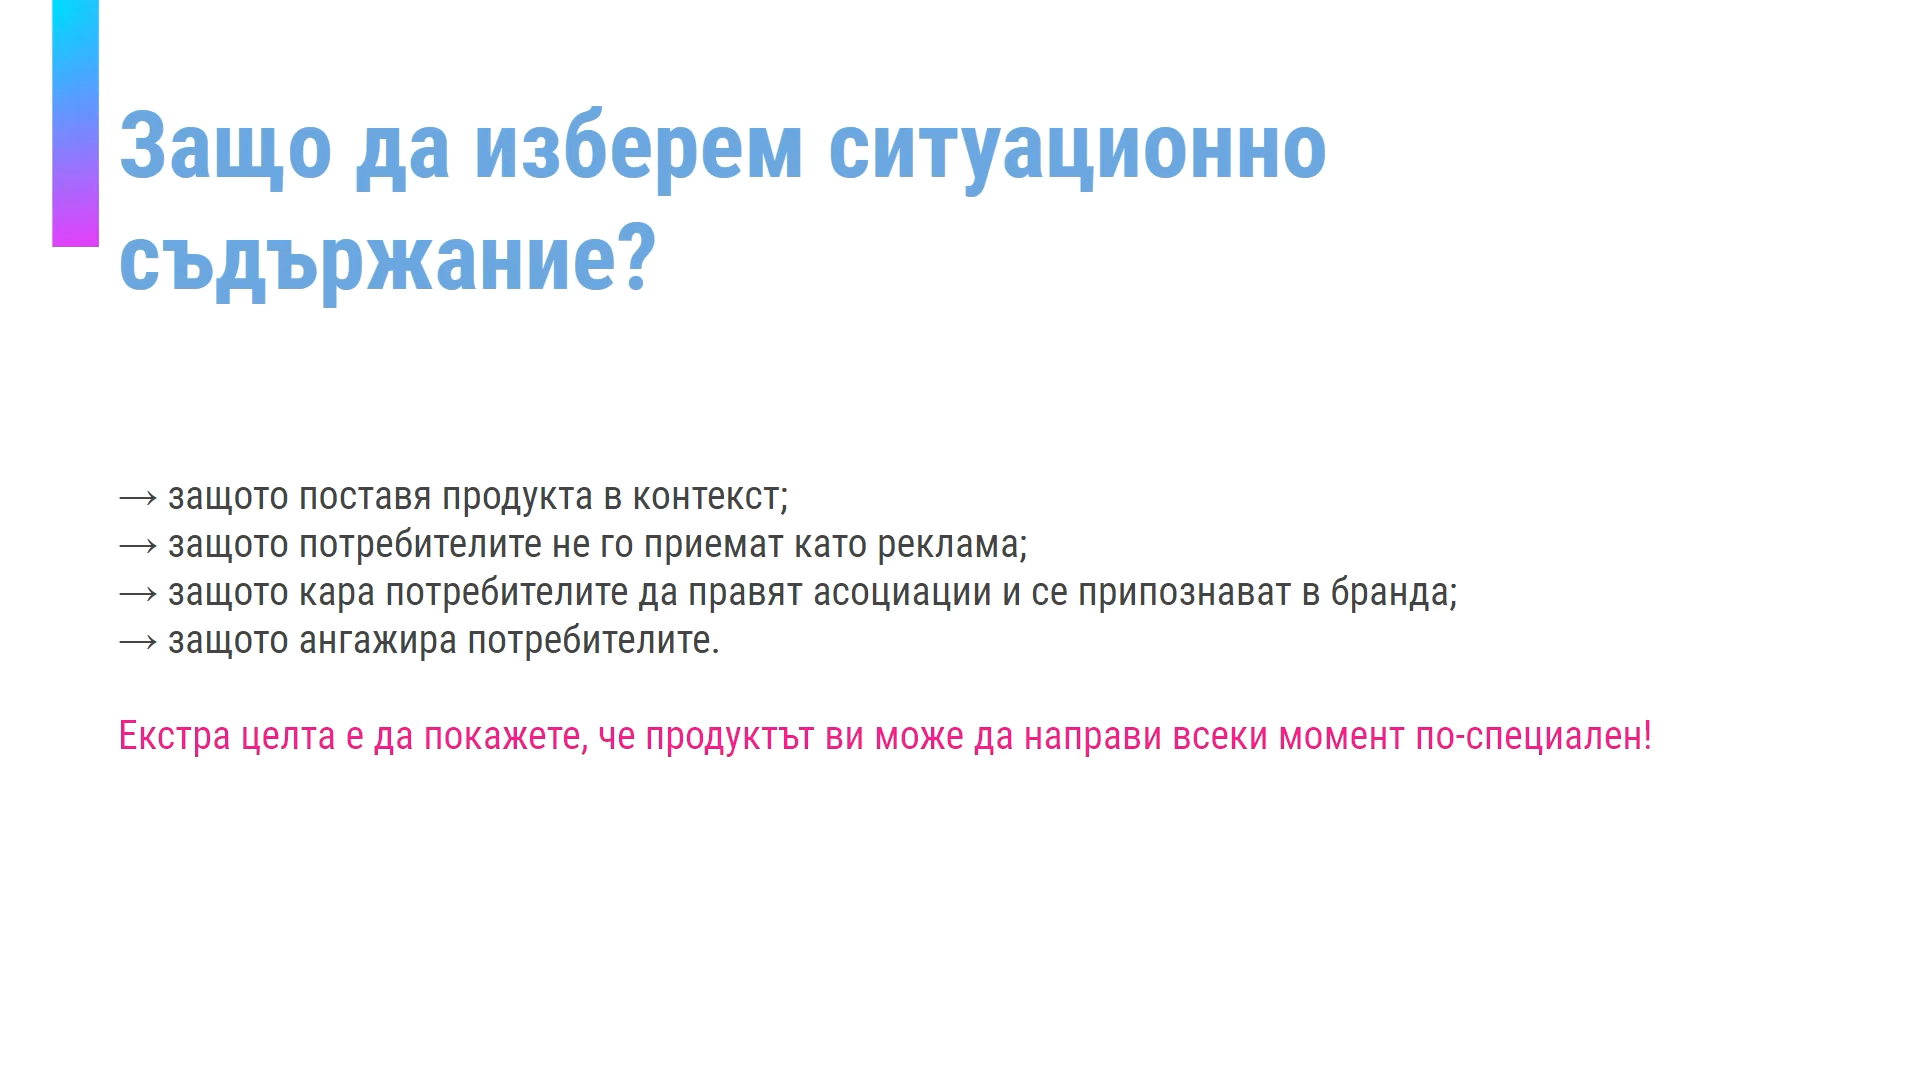 Защо да изберем ситуационно
съдържание?
→ защото поставя продукта в контекст;
→ защото потребителите не го приемат като реклама;
→ защото кара потребителите да правят асоциации и се припознават в бранда;
→ защото ангажира потребителите.
Екстра целта е да покажете, че продуктът ви може да направи всеки момент по-специален!